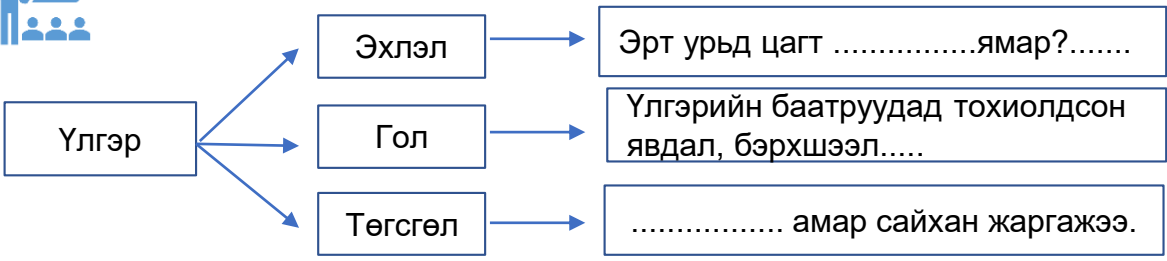 Үлгэр
Эхлэл
Эрт урьд цагт ................ямар?.......
Гол
Үлгэрийн баатруудад тохиолдсон
явдал, бэрхшээл.....
Төгсгөл
................. амар сайхан жаргажээ.